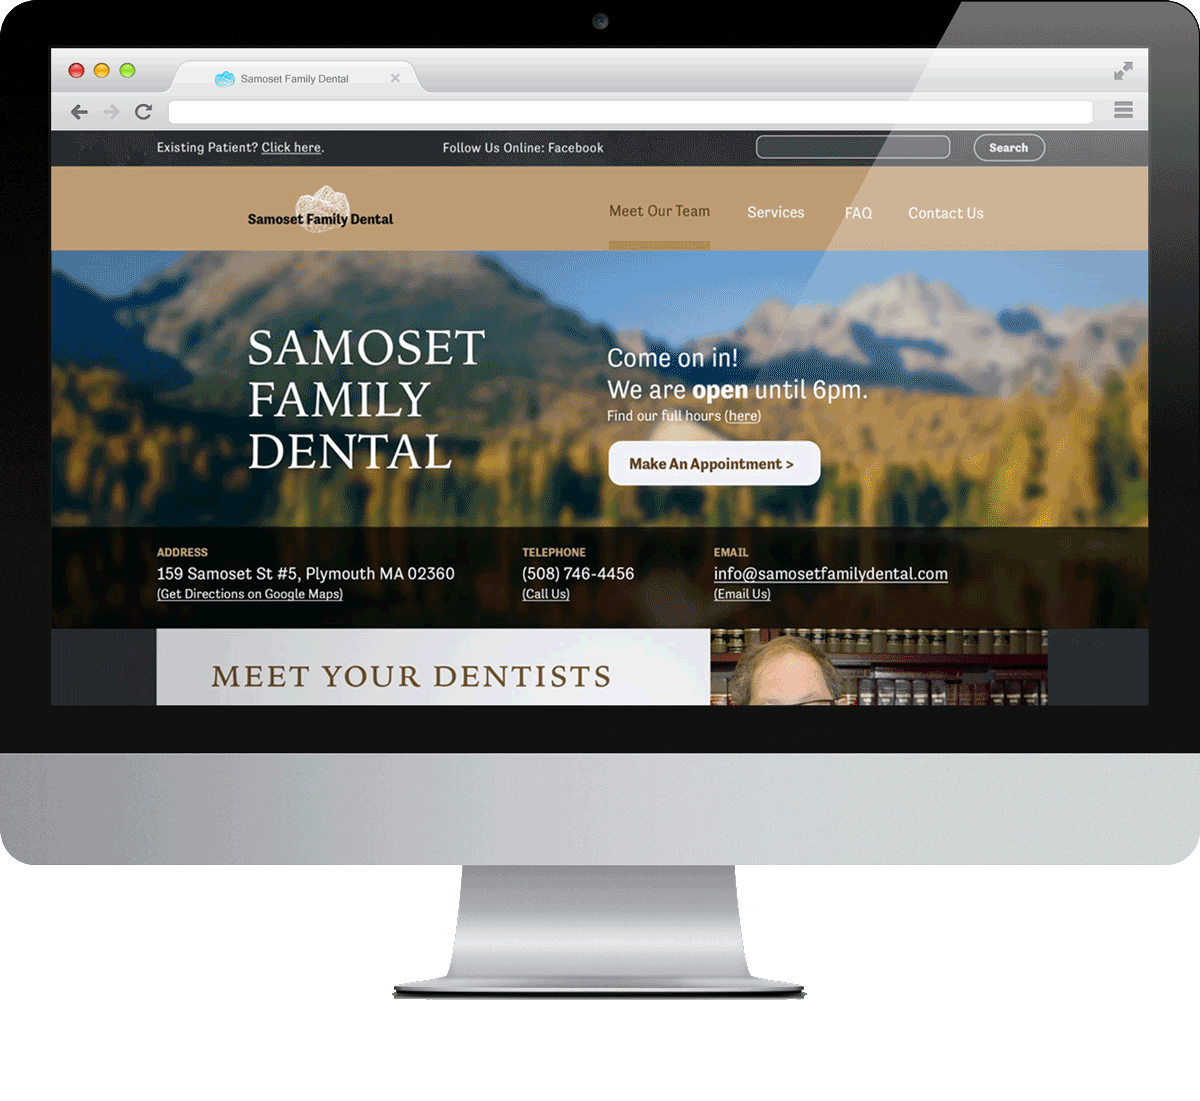 Samoset Family Dental
Existing Patient? Click here.
Follow Us Online: Facebook
Search
Samoset Family Dental
Meet Our Team
Services
FAQ
Contact Us
SAMOSET
FAMILY
DENTAL
Come on in!
We are open until 6pm.
Find our full hours (here)
Make An Appointment >
ADDRESS
159 Samoset St #5, Plymouth MA 02360
(Get Directions on Google Maps)
TELEPHONE
(508) 746-4456
(Call Us)
EMAIL
info@samosetfamilydental.com
(Email Us)
MEET YOUR DENTISTS